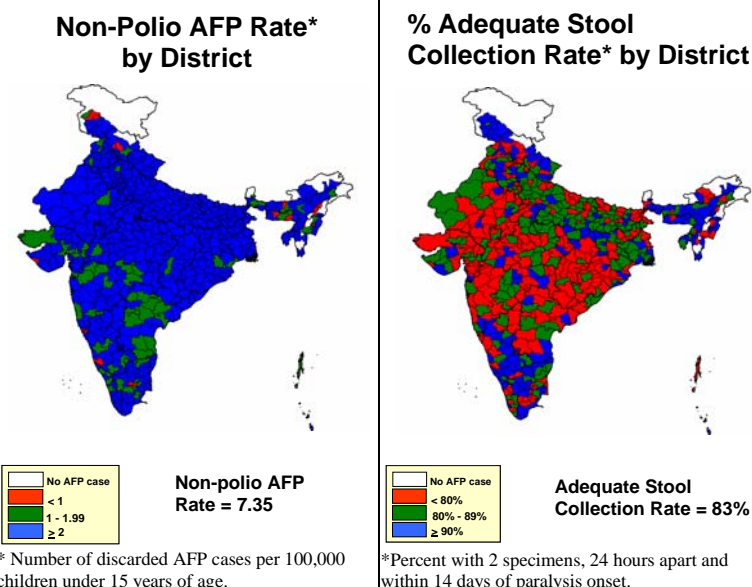 Non-Polio AFP Rate*
by District
No AFP case
< 1
1 - 1.99
≥ 2
Non-polio AFP
Rate = 7.35
* Number of discarded AFP cases per 100,000
children under 15 years of age.
% Adequate Stool
Collection Rate* by District
No AFP case
< 80%
80% - 89%
≥ 90%
Adequate Stool
Collection Rate = 83%
*Percent with 2 specimens, 24 hours apart and
within 14 days of paralysis onset.